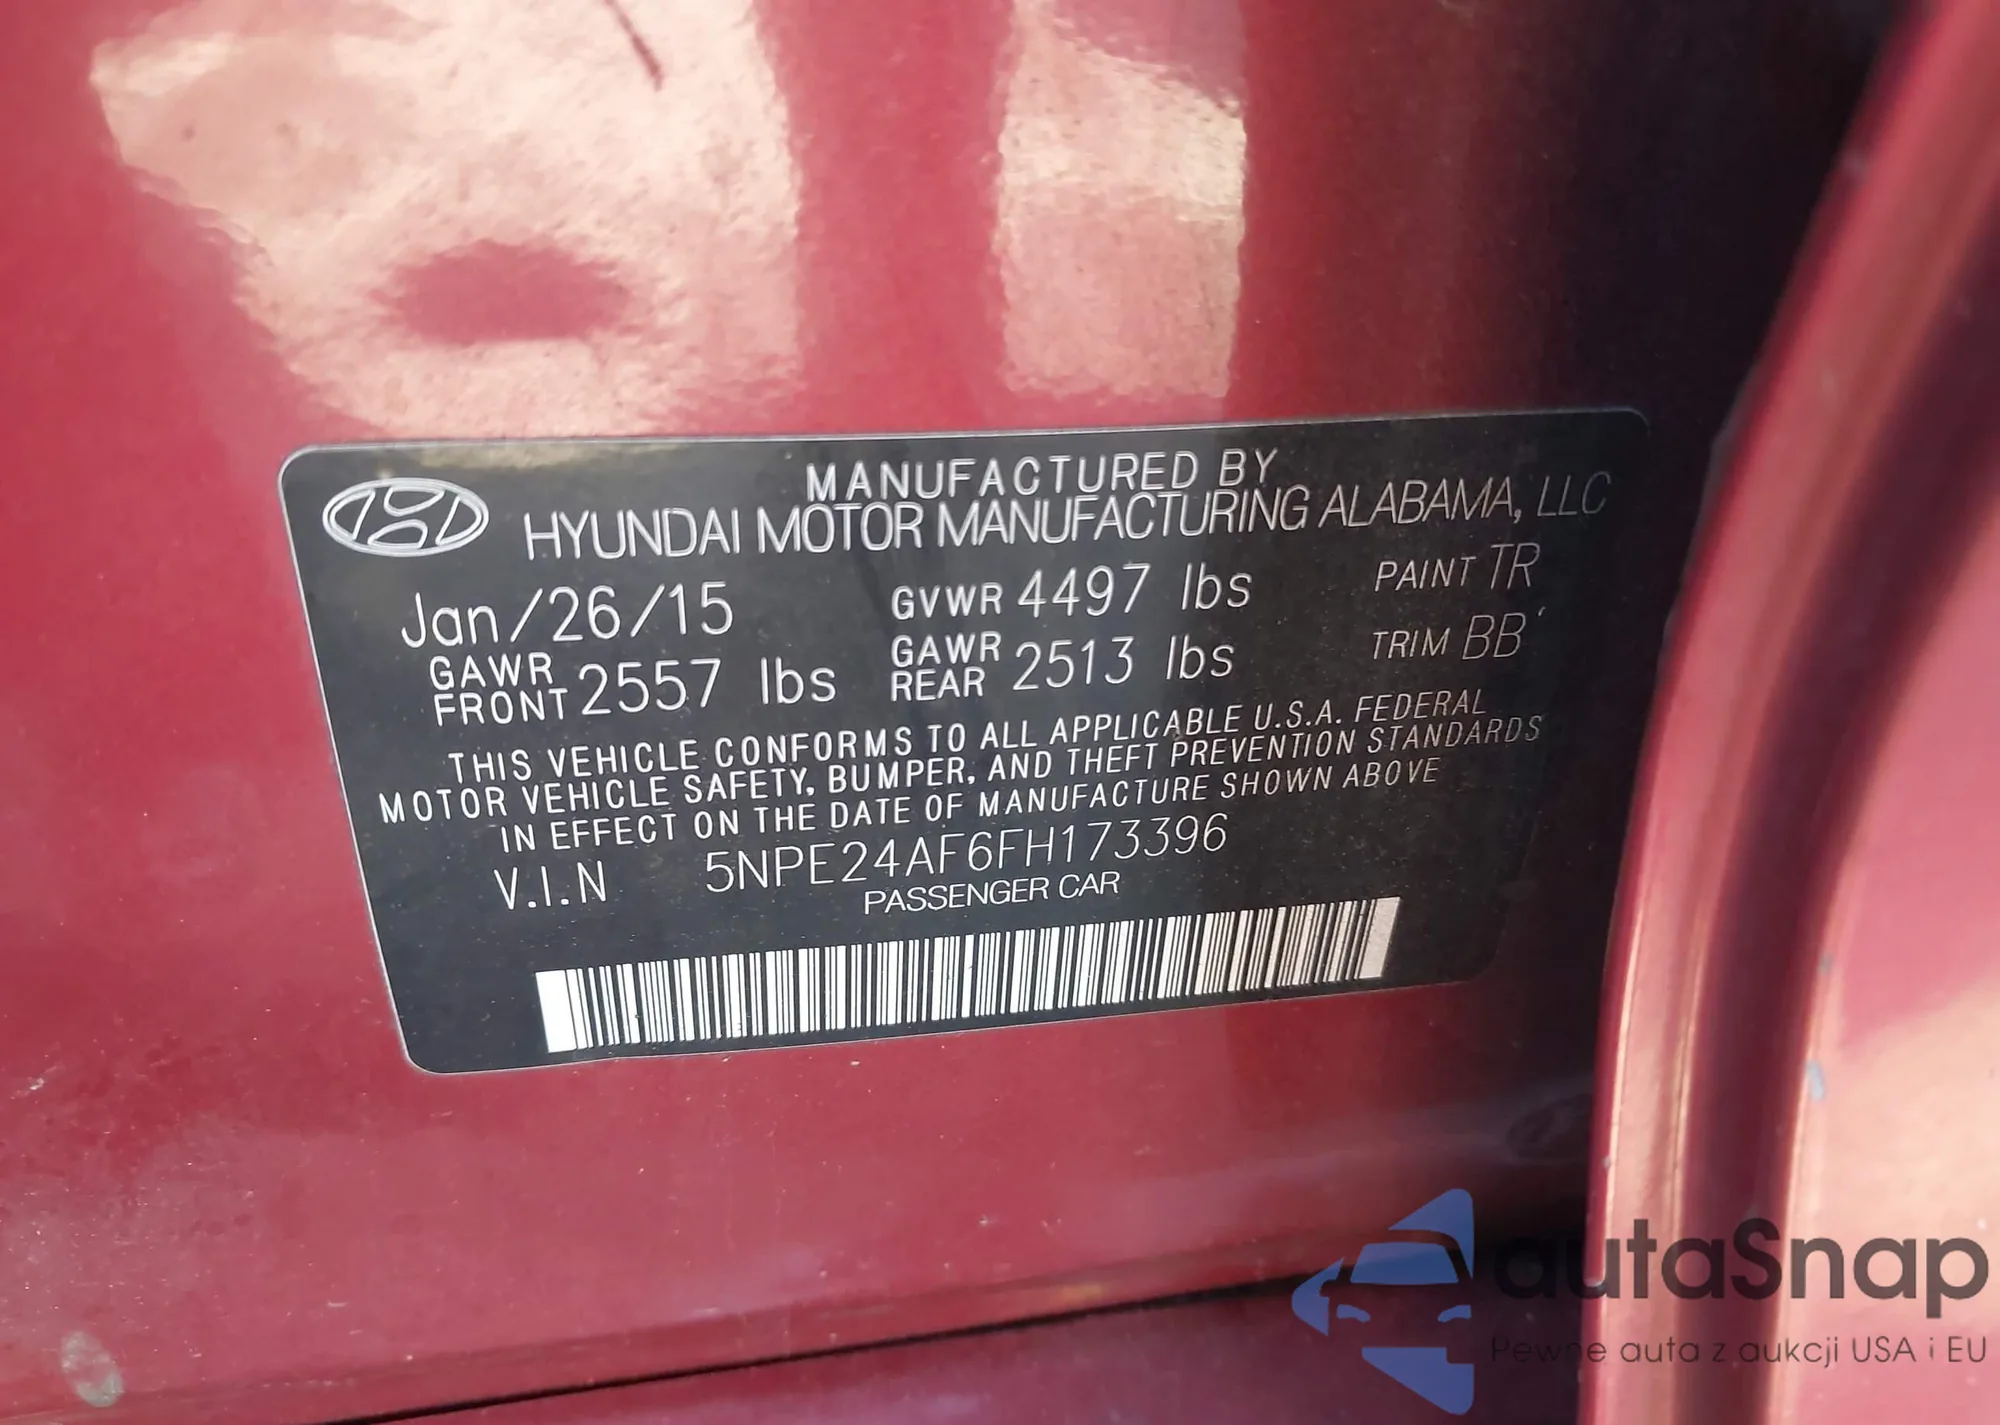 MANUFACTURED BY
HYUNDAI MOTOR MANUFACTURING ALABAMA, LLC
Jan/26/15 GVWR 4497 lbs PAINT TR
GAWR FRONT 2557 lbs GAWR REAR 2513 lbs TRIM BB
THIS VEHICLE CONFORMS TO ALL APPLICABLE U.S.A. FEDERAL
MOTOR VEHICLE SAFETY, BUMPER, AND THEFT PREVENTION STANDARDS
IN EFFECT ON THE DATE OF MANUFACTURE SHOWN ABOVE
V.I.N 5NPE24AF6FH173396
PASSENGER CAR
autaSnap
Pewne auta z aukcji USA i EU